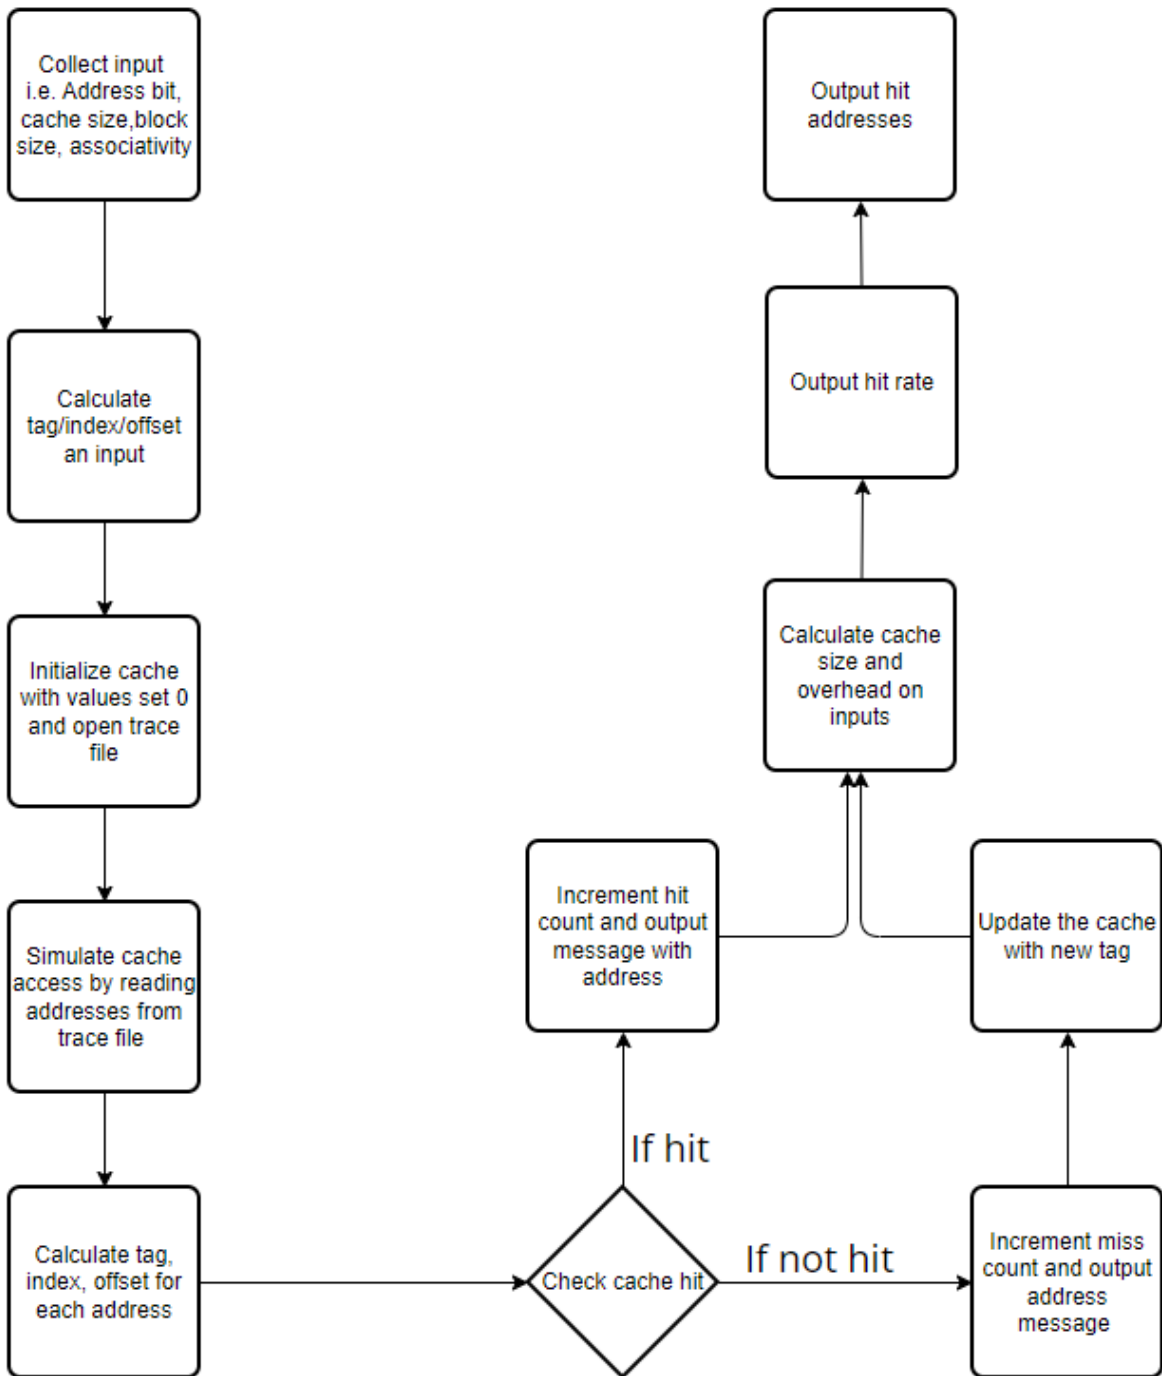 Collect input
i.e. Address bit,
cache size,block
size, associativity
Calculate
tag/index/offset
an input
Initialize cache
with values set 0
and open trace
file
Simulate cache
access by reading
addresses from
trace file
Calculate tag,
index, offset for
each address
Check cache hit
If hit
If not hit
Increment hit
count and output
message with
address
Increment miss
count and output
address
message
Update the cache
with new tag
Calculate cache
size and
overhead on
inputs
Output hit rate
Output hit
addresses